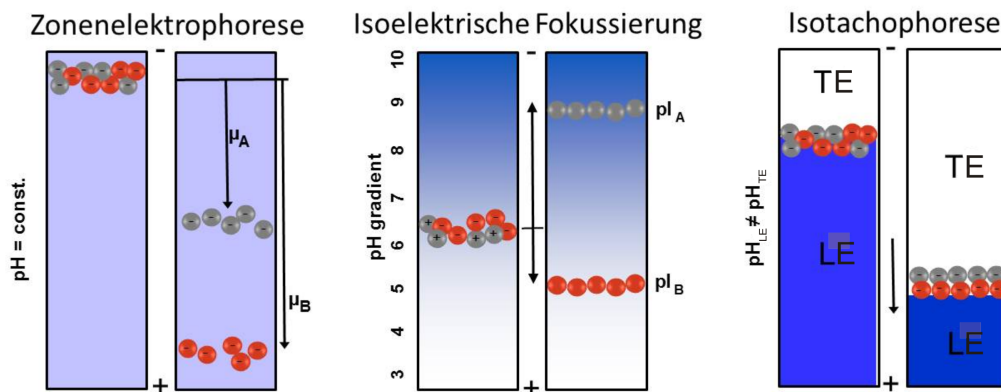 Zonenelektrophorese
pH = const.
-
+
μA
μB
Isoelektrische Fokussierung
pH gradient
10
9
8
7
6
5
4
3
-
+
pIA
pIB
Isotachophorese
pHLE ≠ pHTE
-
+
TE
LE
TE
LE